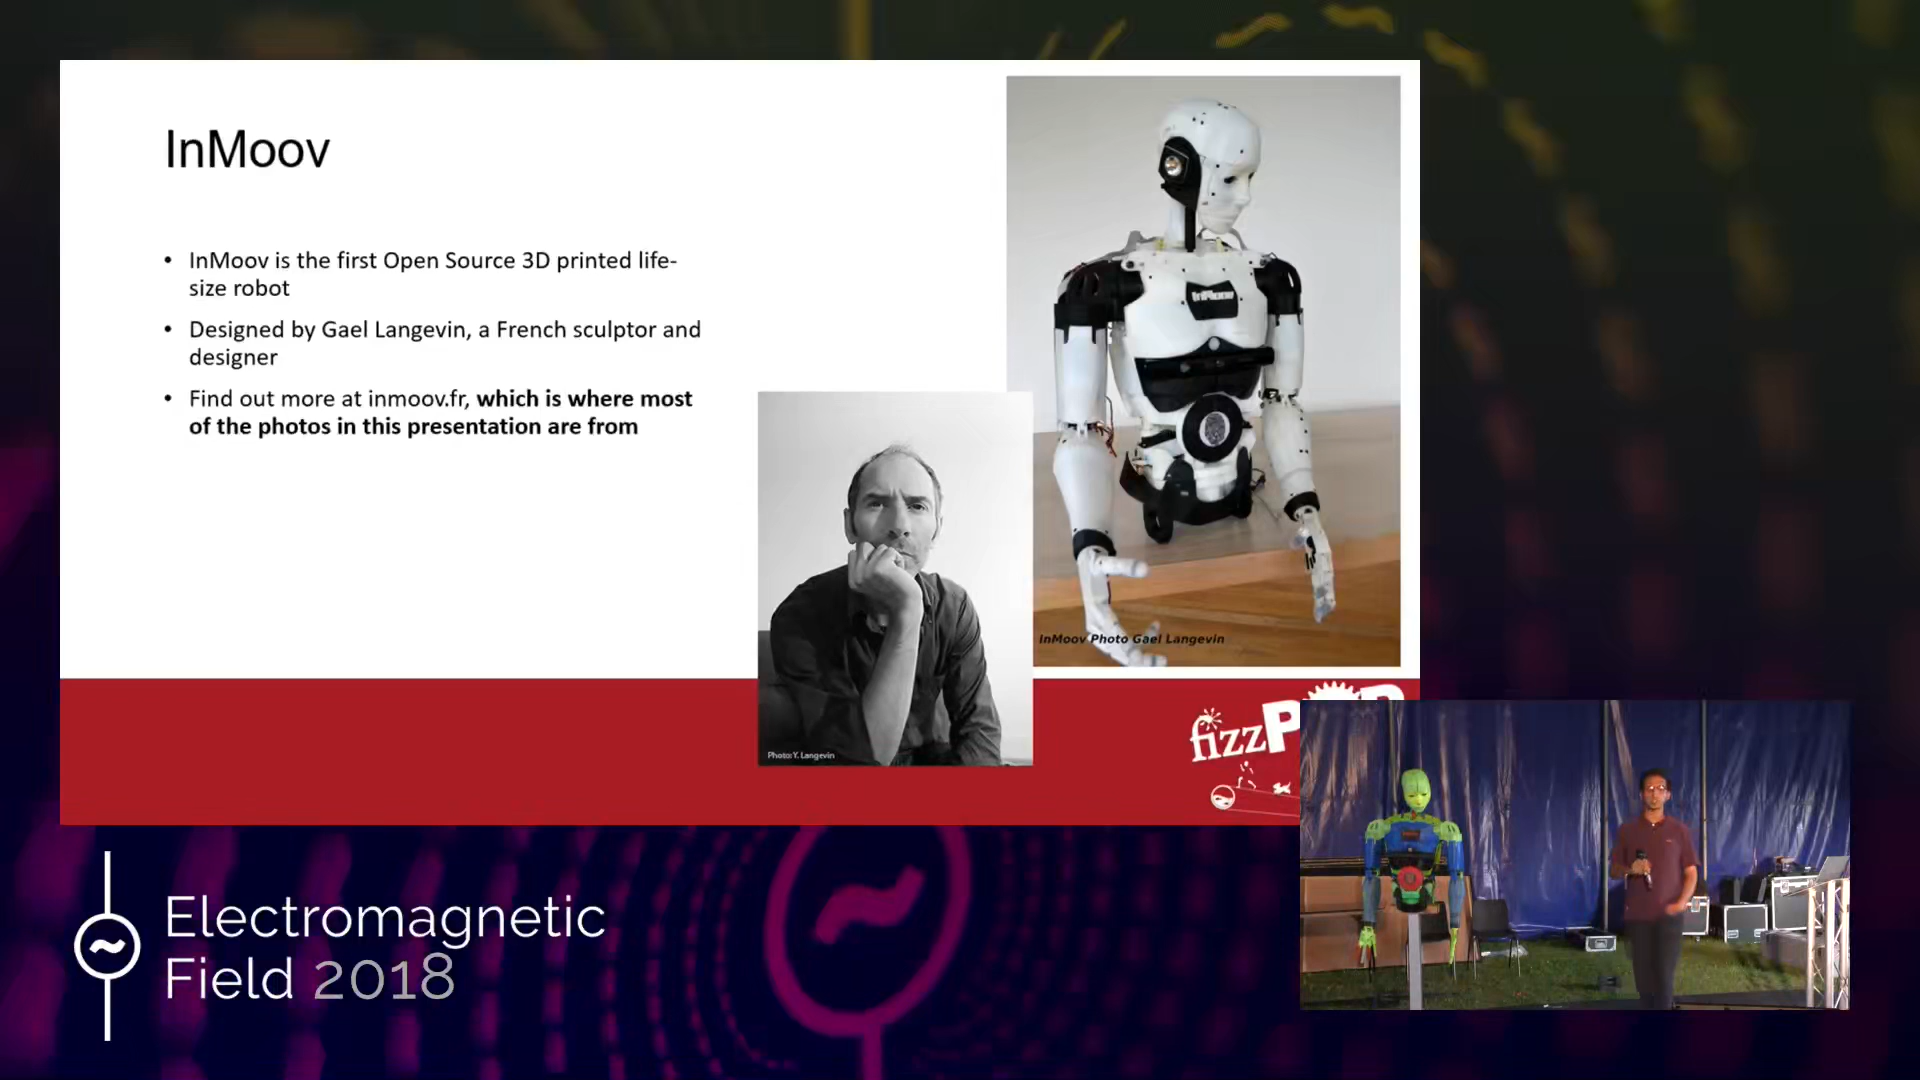 InMoov
• InMoov is the first Open Source 3D printed life-
size robot
• Designed by Gael Langevin, a French sculptor and
designer
• Find out more at inmoov.fr, which is where most
of the photos in this presentation are from
InMoov
InMoov Photo Gael Langevin
Photo:Y. Langevin
fizzP
Electromagnetic
Field 2018